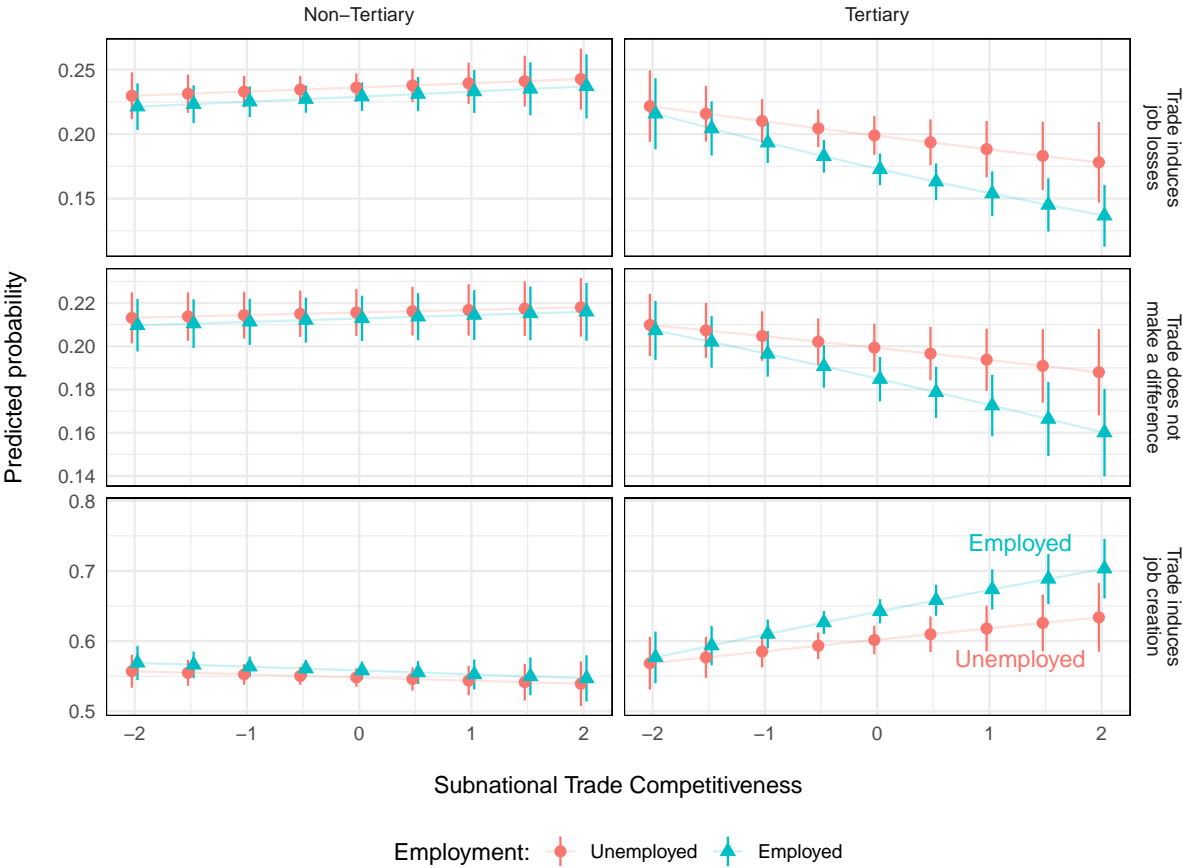 Non−Tertiary
Tertiary
0.25
0.20
0.15
Trade induces
job losses
0.22
0.20
0.18
0.16
0.14
Trade does not
make a difference
0.8
0.7
0.6
0.5
Employed
Unemployed
Trade induces
job creation
Predicted probability
−2
−1
0
1
2
−2
−1
0
1
2
Subnational Trade Competitiveness
Employment: Unemployed Employed